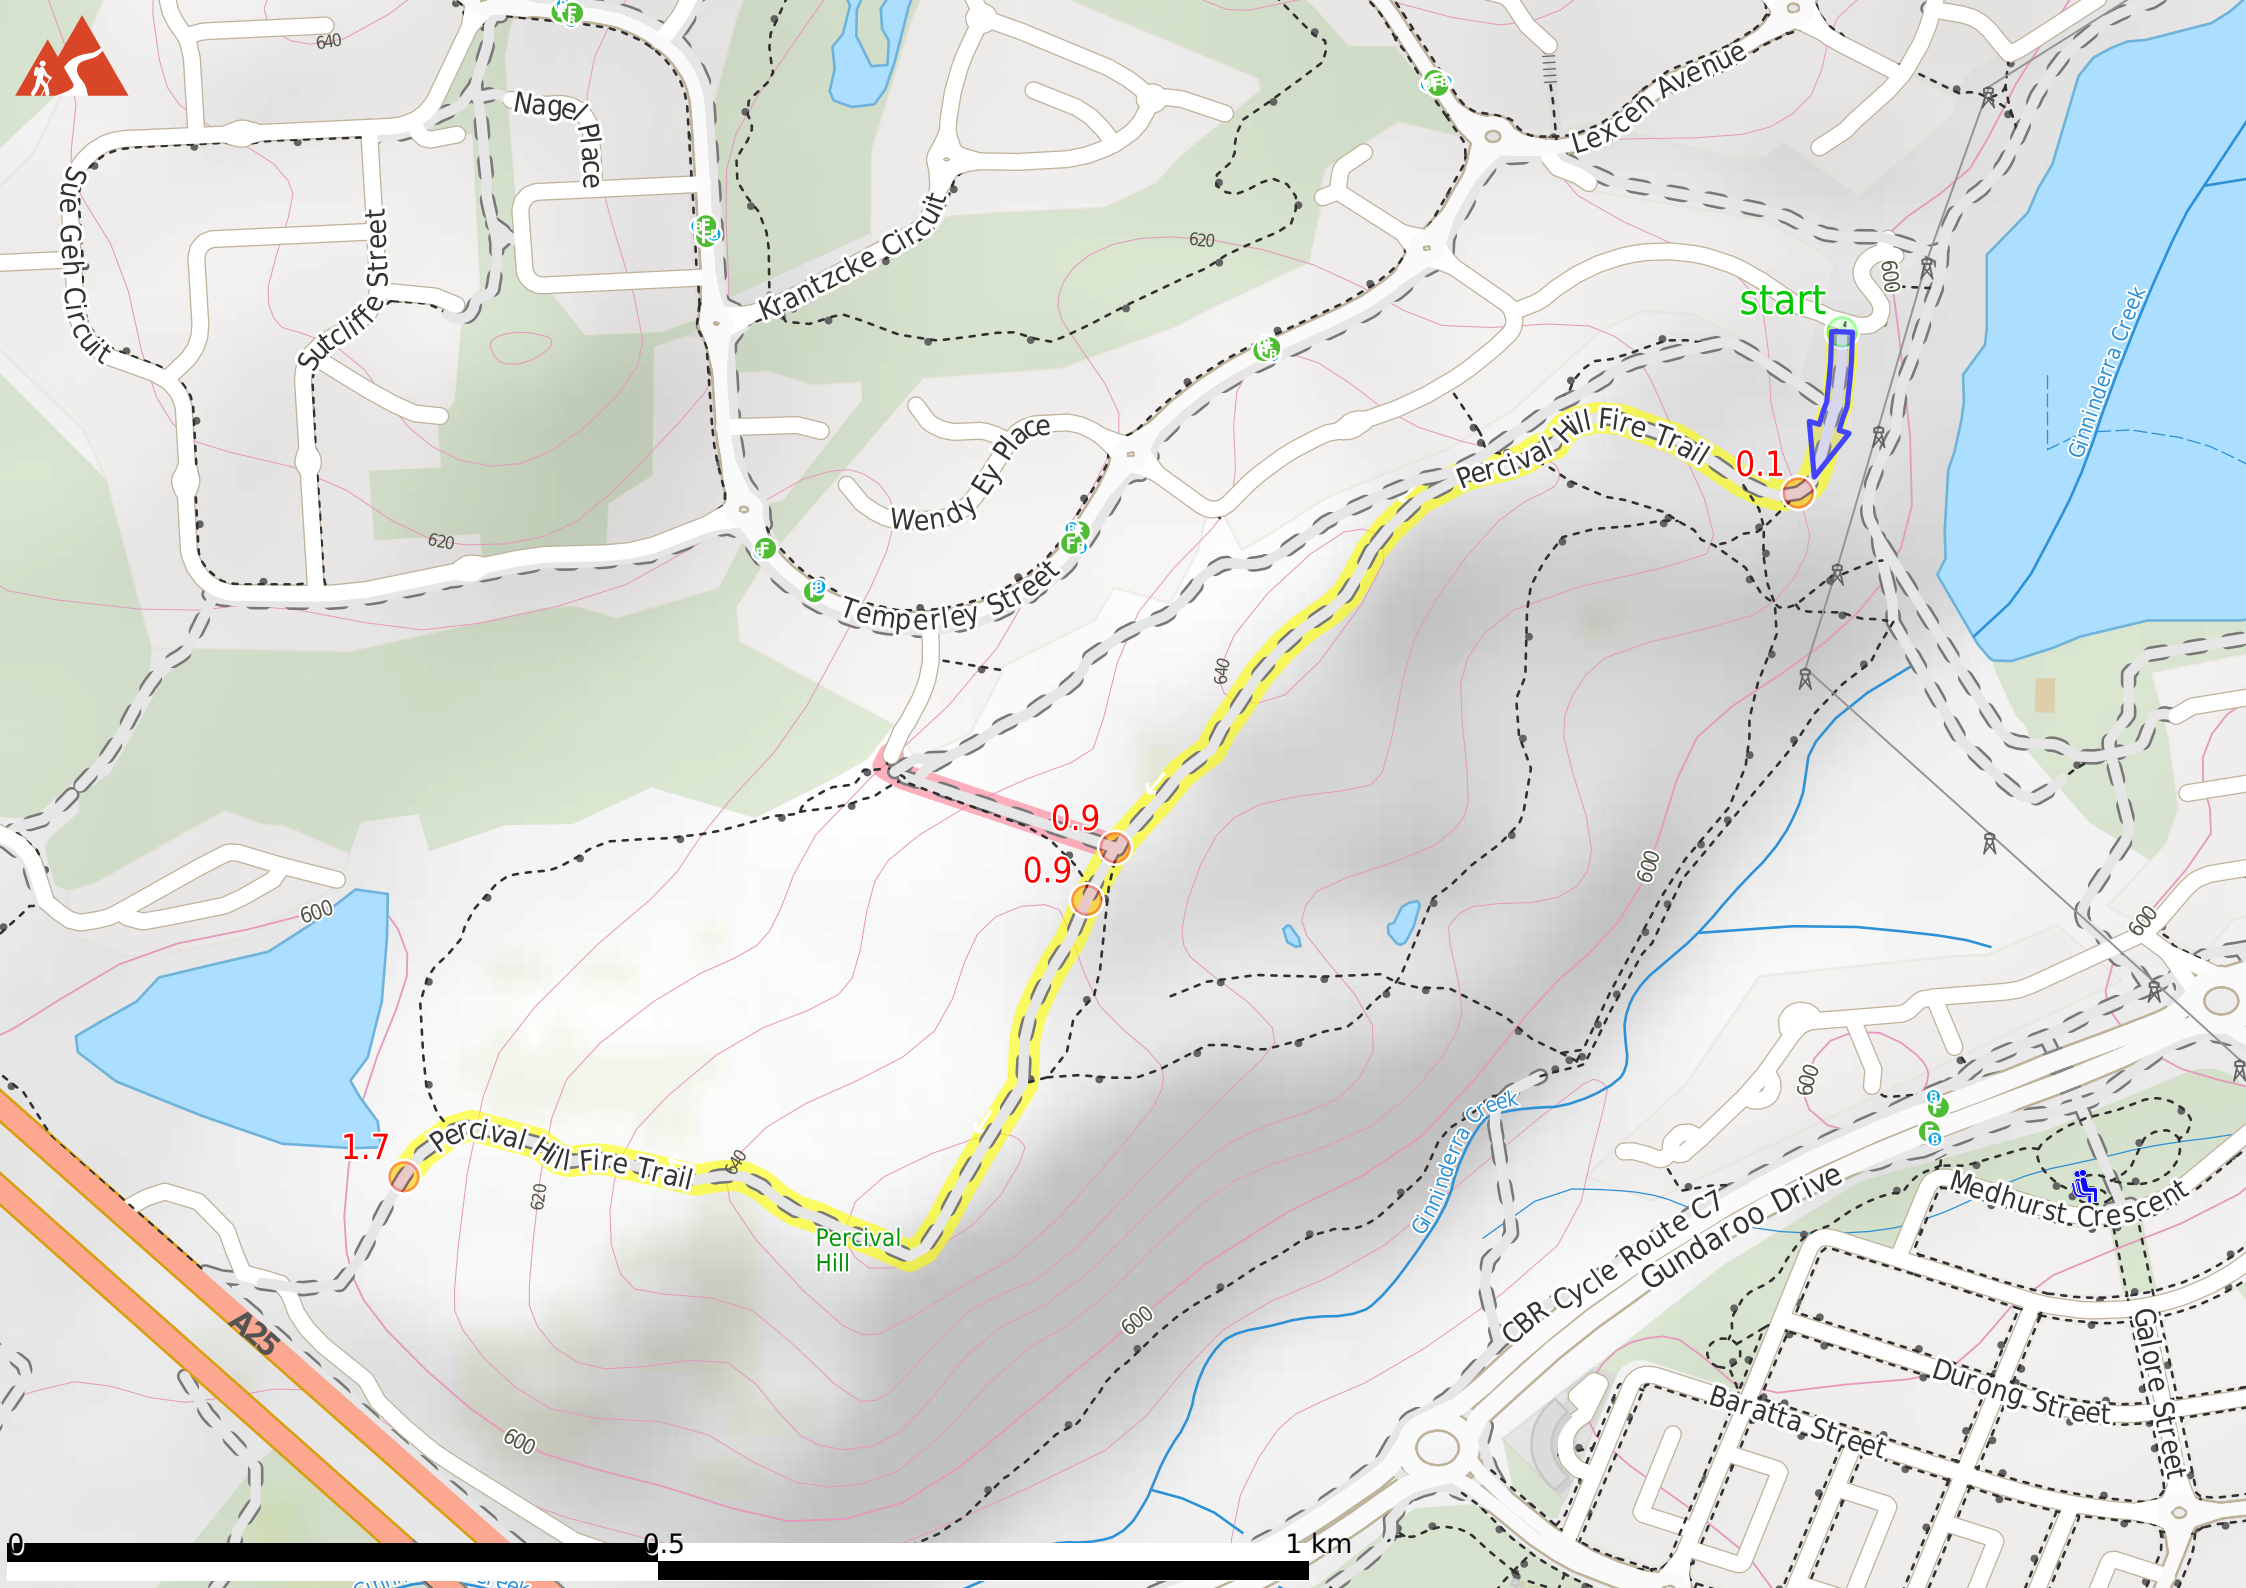 640
Nagel Place
Lexcen Avenue
Sue Geh Circuit
Sutcliffe Street
Krantzcke Circuit
620
600
start
Ginninderra Creek
Wendy Ey Place
Percival Hill Fire Trail
0.1
620
Temperley Street
640
0.9
0.9
600
600
600
1.7
Percival Hill Fire Trail
640
620
Percival
Hill
Ginninderra Creek
600
CBR Cycle Route C7
Gundaroo Drive
Medhurst Crescent
600
A25
Galore Street
Durong Street
Baratta Street
600
0
0.5
1 km